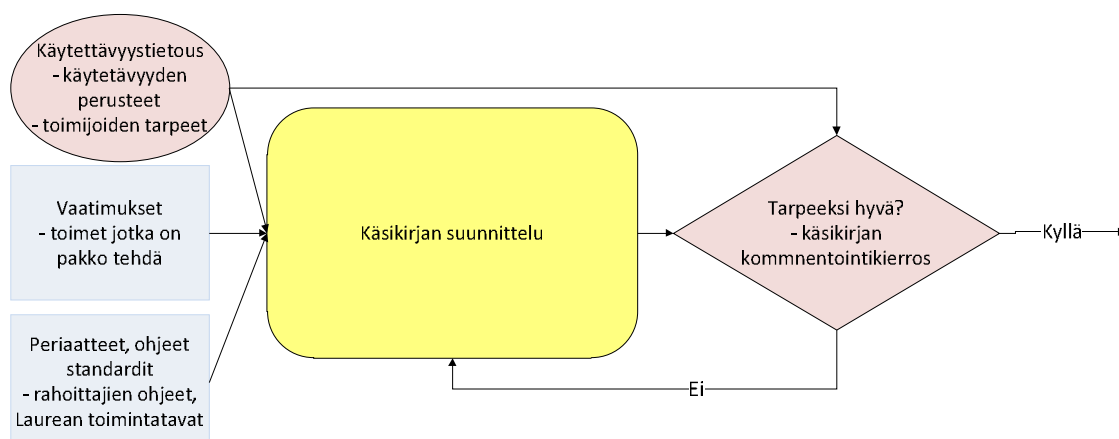 Käytettävyystietous
- käytetävyyden
perusteet
- toimijoiden tarpeet
Vaatimukset
- toimet jotka on
pakko tehdä
Periaatteet, ohjeet
standardit
- rahoittajien ohjeet,
Laurean toimintatavat
Käsikirjan suunnittelu
Tarpeeksi hyvä?
- käsikirjan
kommnentointikierros
Kyllä
Ei